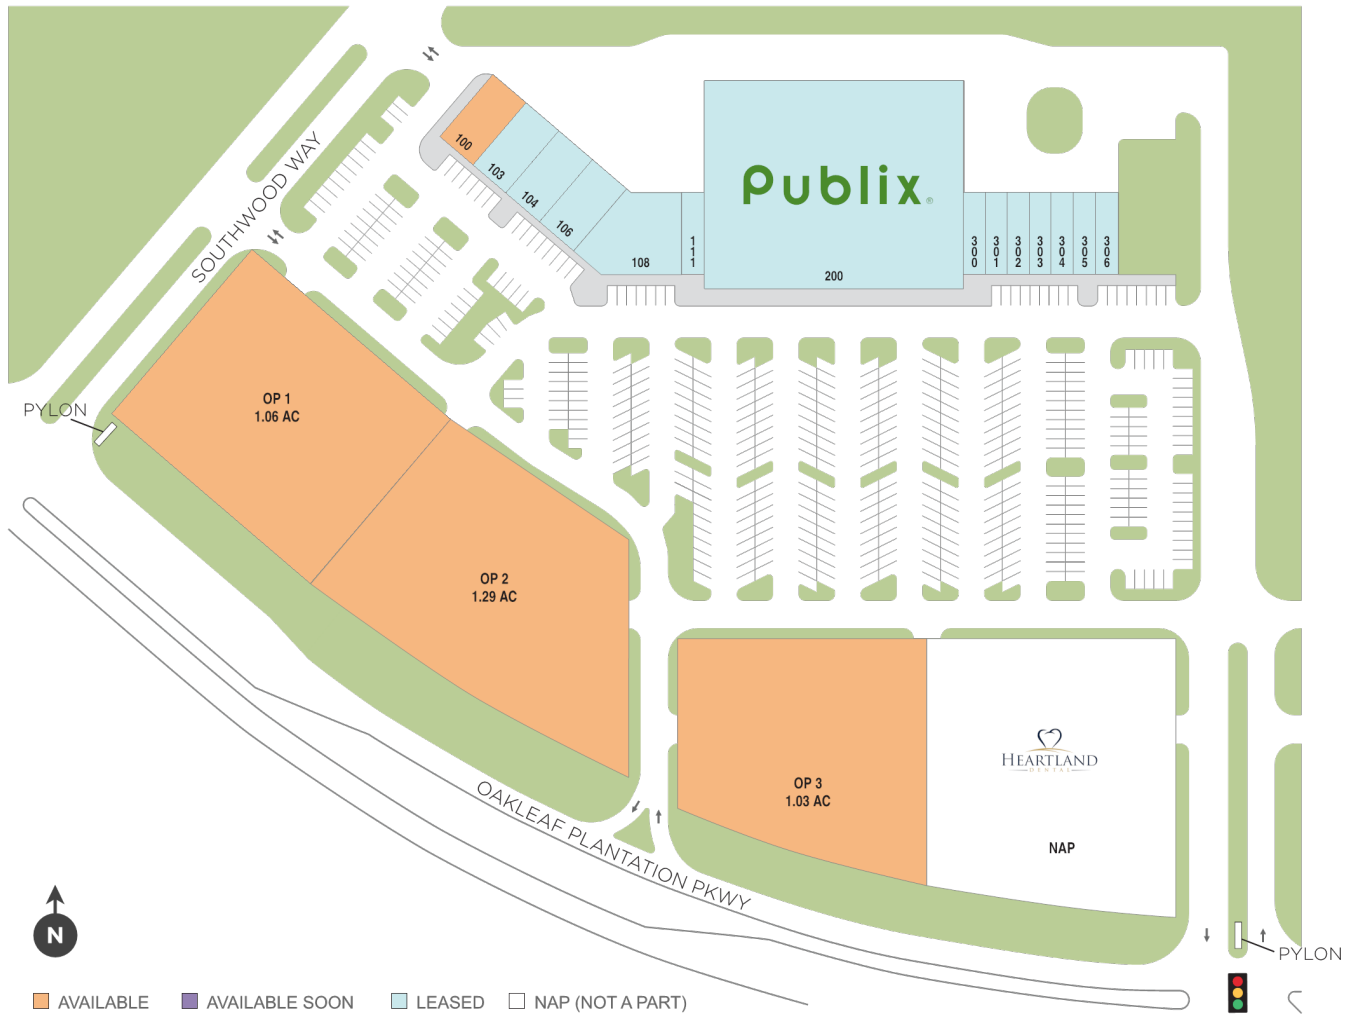 SOUTHWOOD WAY
100
103
104
106
108
111
Publix®
200
300
301
302
303
304
305
306
PYLON
OP 1
1.06 AC
OP 2
1.29 AC
OP 3
1.03 AC
HEARTLAND
DENTAL
NAP
OAKLEAF PLANTATION PKWY
N
PYLON
AVAILABLE
AVAILABLE SOON
LEASED
NAP (NOT A PART)